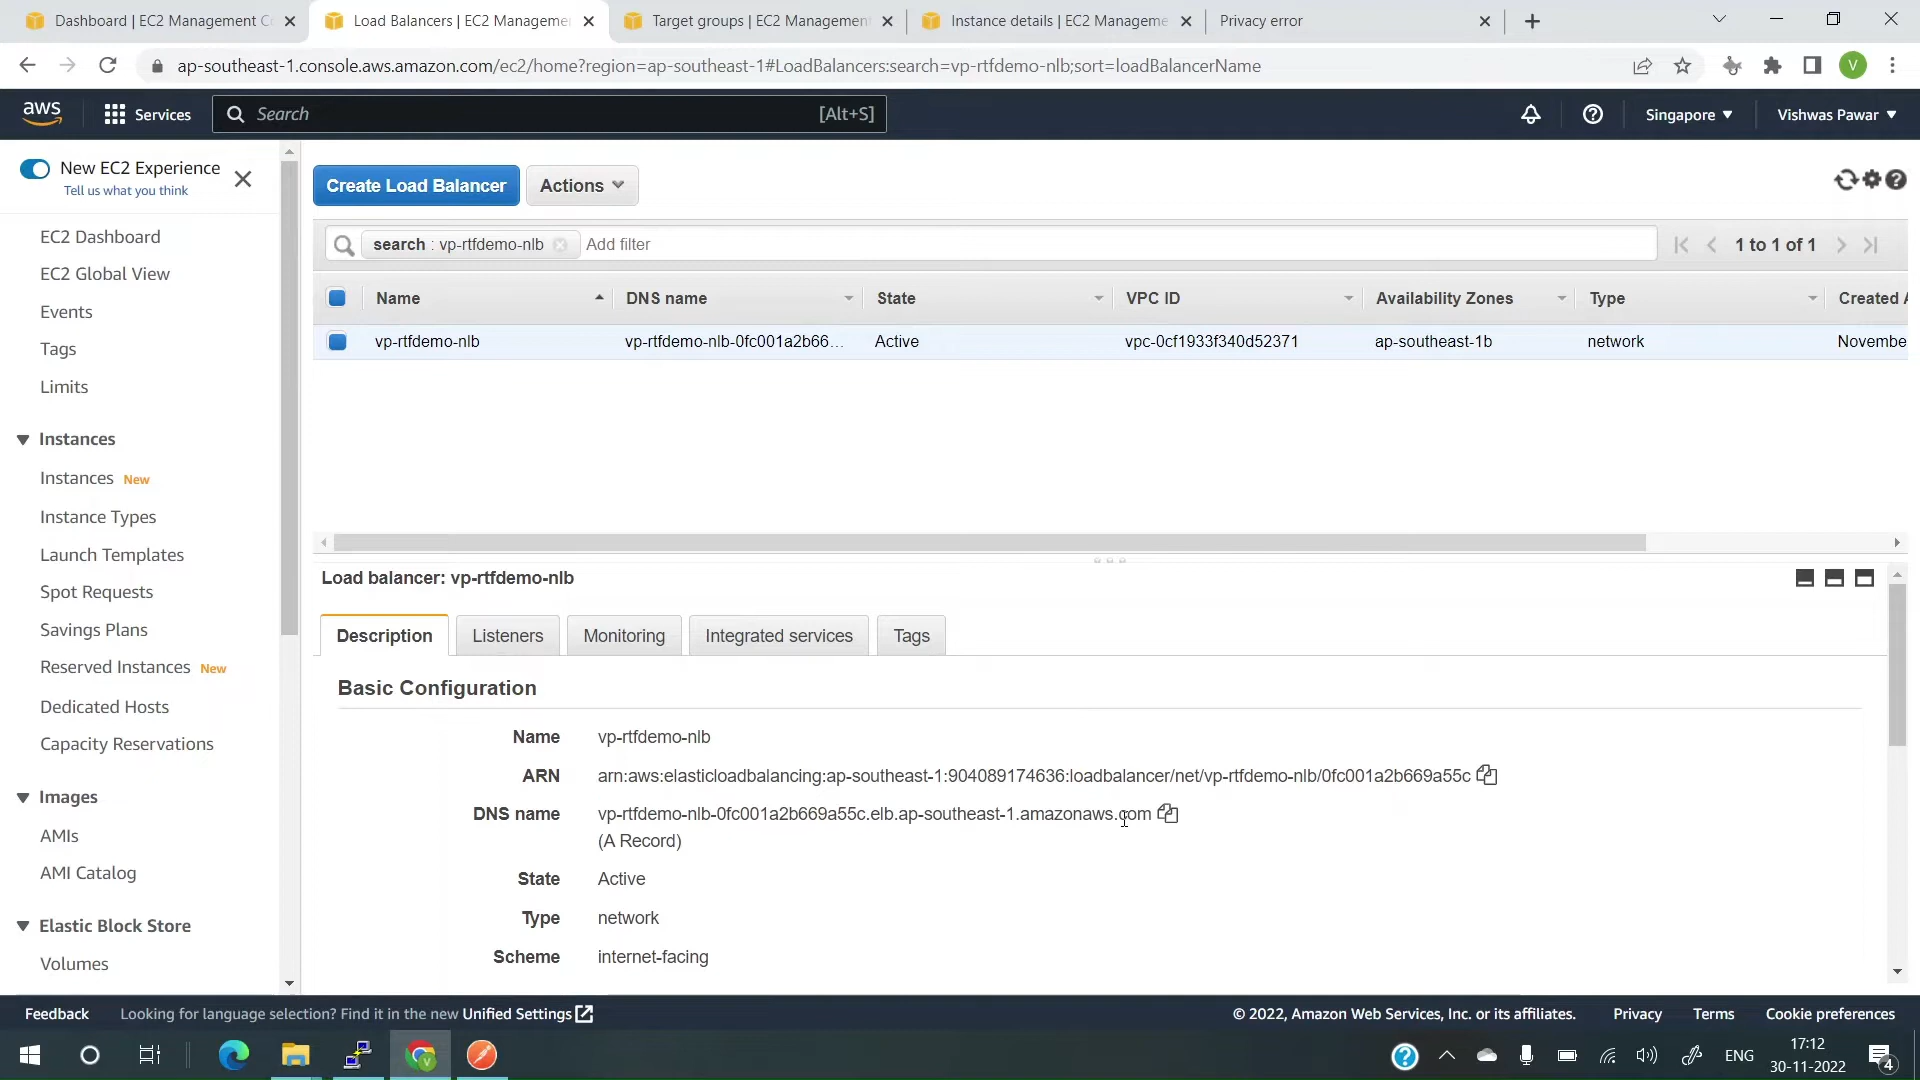 Dashboard | EC2 Management C
Load Balancers | EC2 Manageme
Target groups | EC2 Management
Instance details | EC2 Manageme
Privacy error
ap-southeast-1.console.aws.amazon.com/ec2/home?region=ap-southeast-1#LoadBalancers:search=vp-rtfdemo-nlb;sort=loadBalancerName
V
aws
Services
Search
[Alt+S]
Singapore
Vishwas Pawar
New EC2 Experience
Tell us what you think
EC2 Dashboard
EC2 Global View
Events
Tags
Limits
Instances
Instances New
Instance Types
Launch Templates
Spot Requests
Savings Plans
Reserved Instances New
Dedicated Hosts
Capacity Reservations
Images
AMIs
AMI Catalog
Elastic Block Store
Volumes
Create Load Balancer
Actions
search : vp-rtfdemo-nlb
Add filter
1 to 1 of 1
Name DNS name State VPC ID Availability Zones Type Created A
vp-rtfdemo-nlb vp-rtfdemo-nlb-0fc001a2b66... Active vpc-0cf1933f340d52371 ap-southeast-1b network Novembe
Load balancer: vp-rtfdemo-nlb
Description Listeners Monitoring Integrated services Tags
Basic Configuration
Name vp-rtfdemo-nlb
ARN arn:aws:elasticloadbalancing:ap-southeast-1:904089174636:loadbalancer/net/vp-rtfdemo-nlb/0fc001a2b669a55c
DNS name vp-rtfdemo-nlb-0fc001a2b669a55c.elb.ap-southeast-1.amazonaws.com
(A Record)
State Active
Type network
Scheme internet-facing
Feedback Looking for language selection? Find it in the new Unified Settings
© 2022, Amazon Web Services, Inc. or its affiliates. Privacy Terms Cookie preferences
ENG
17:12
30-11-2022
4